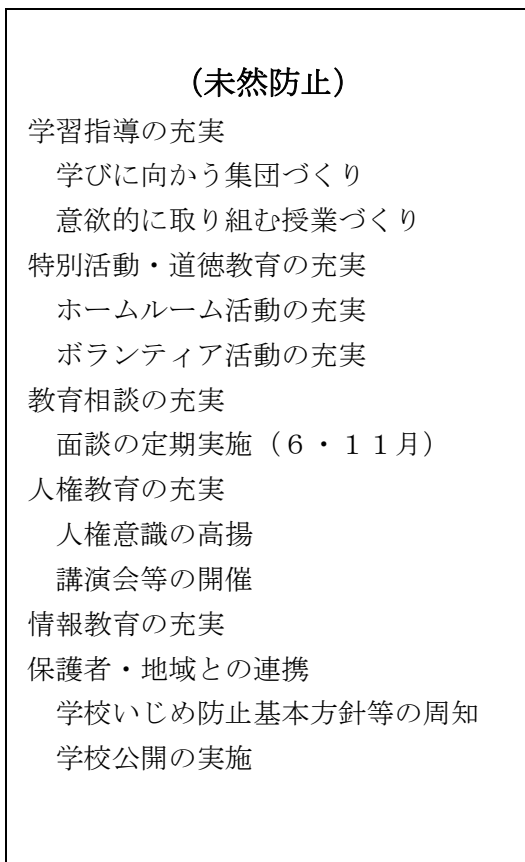 (未然防止)
学習指導の充実
学びに向かう集団づくり
意欲的に取り組む授業づくり
特別活動・道徳教育の充実
ホームルーム活動の充実
ボランティア活動の充実
教育相談の充実
面談の定期実施（６・１１月）
人権教育の充実
人権意識の高揚
講演会等の開催
情報教育の充実
保護者・地域との連携
学校いじめ防止基本方針等の周知
学校公開の実施